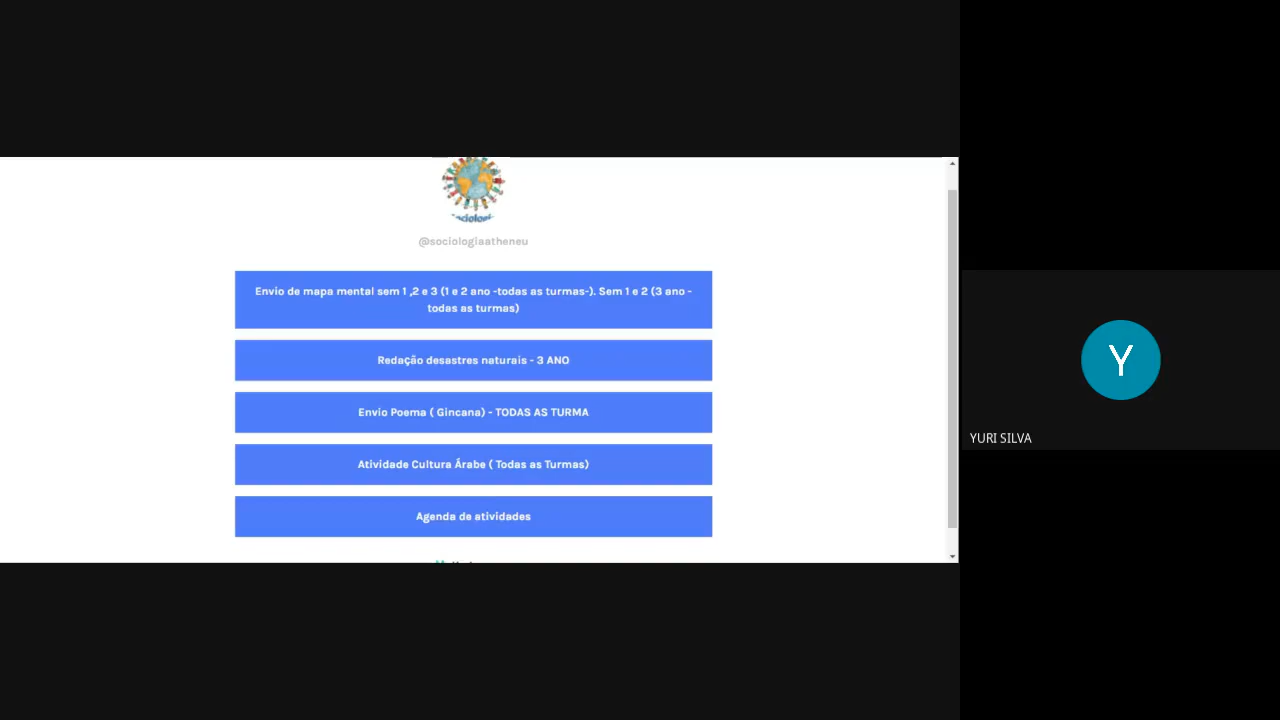 @sociologiaatheneu
Envio de mapa mental sem 1 ,2 e 3 (1 e 2 ano -todas as turmas-). Sem 1 e 2 (3 ano -
todas as turmas)
Redação desastres naturais - 3 ANO
Envio Poema ( Gincana) - TODAS AS TURMA
Atividade Cultura Árabe ( Todas as Turmas)
Agenda de atividades
Y
YURI SILVA